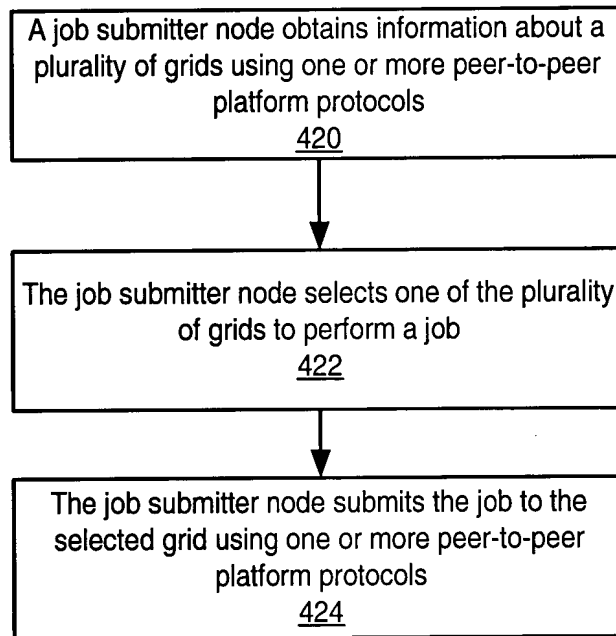 A job submitter node obtains information about a
plurality of grids using one or more peer-to-peer
platform protocols
420
The job submitter node selects one of the plurality
of grids to perform a job
422
The job submitter node submits the job to the
selected grid using one or more peer-to-peer
platform protocols
424